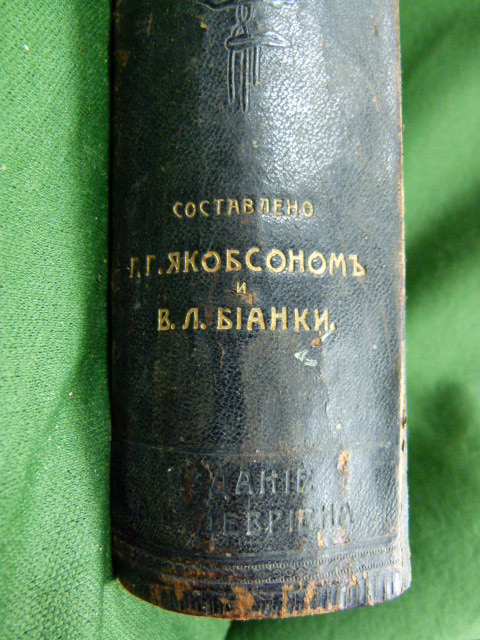 СОСТАВЛЕНО
Г. Г. ЯКОБСОНОМЪ
И
В. Л. БІАНКИ.